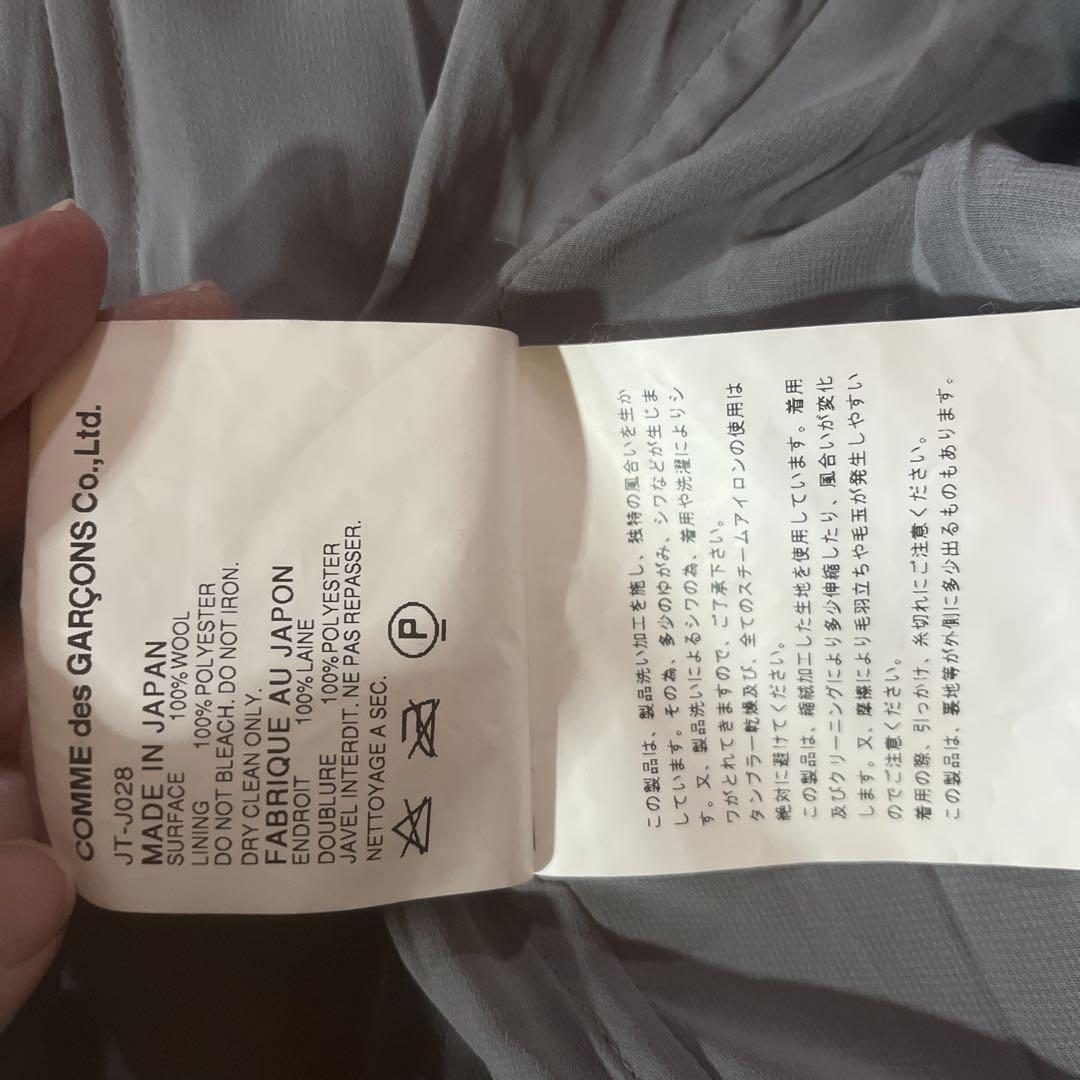 COMME des GARÇONS Co.,Ltd.
JT-J028
MADE IN JAPAN
SURFACE 100%WOOL
LINING 100%POLYESTER
DO NOT BLEACH. DO NOT IRON.
DRY CLEAN ONLY.
FABRIQUE AU JAPON
ENDROIT 100%LAINE
DOUBLURE 100%POLYESTER
JAVEL INTERDIT. NE PAS REPASSER.
NETTOYAGE A SEC.
P
この製品は、製品洗い加工を施し、独特の風合いを生か
しています。その為、多少のゆがみ、シワなどが生じま
す。又、製品洗いによるシワの為、着用や洗濯によりシ
ワがとれてきますので、ご了承下さい。
タンブラー乾燥及び、全てのスチームアイロンの使用は
絶対に避けてください。
この製品は、縮絨加工した生地を使用しています。着用
及びクリーニングにより多少伸縮したり、風合いが変化
します。又、摩擦により毛羽立ちや毛玉が発生しやすい
のでご注意ください。
着用の際、引っかけ、糸切れにご注意ください。
この製品は、裏地等が外側に多少出るものもあります。